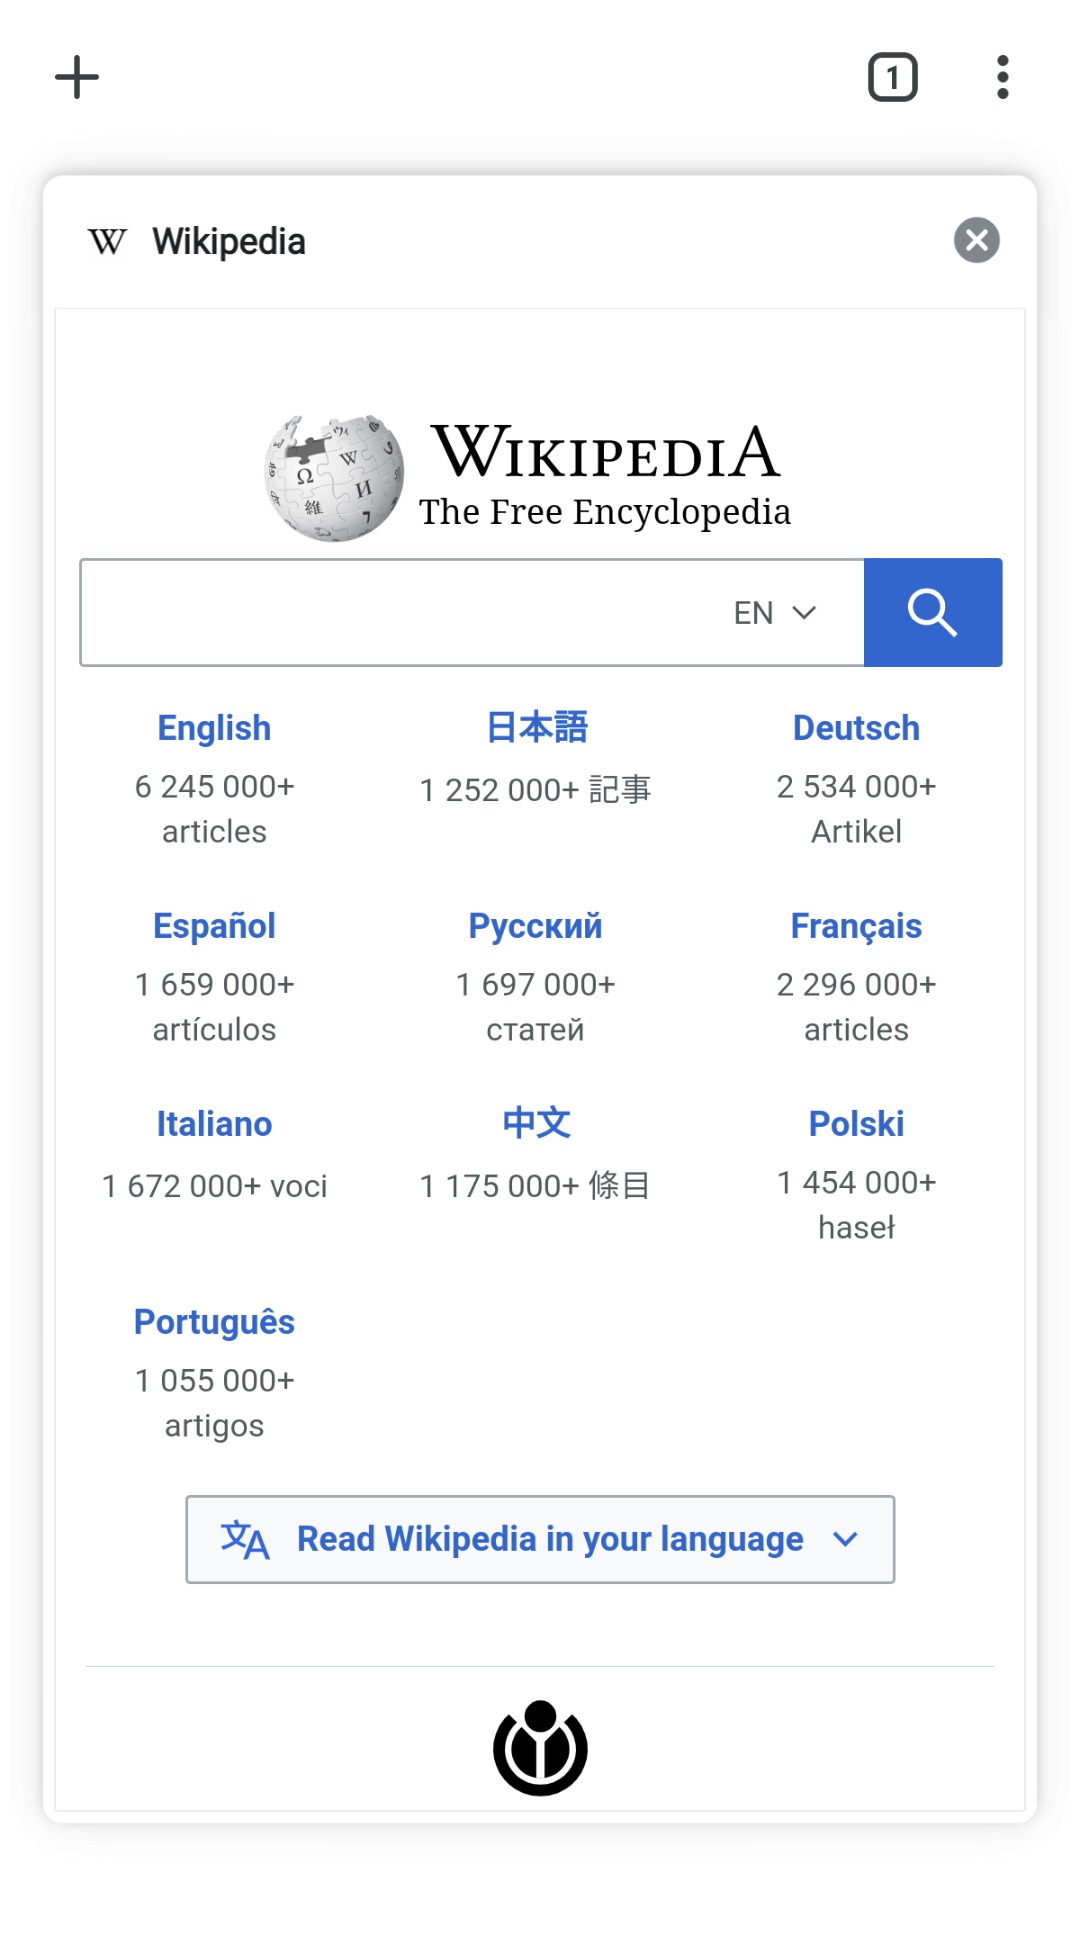 1
W Wikipedia
WIKIPEDIA
The Free Encyclopedia
EN
English
6 245 000+
articles
日本語
1 252 000+ 記事
Deutsch
2 534 000+
Artikel
Español
1 659 000+
artículos
Русский
1 697 000+
статей
Français
2 296 000+
articles
Italiano
1 672 000+ voci
中文
1 175 000+ 條目
Polski
1 454 000+
haseł
Português
1 055 000+
artigos
文A Read Wikipedia in your language